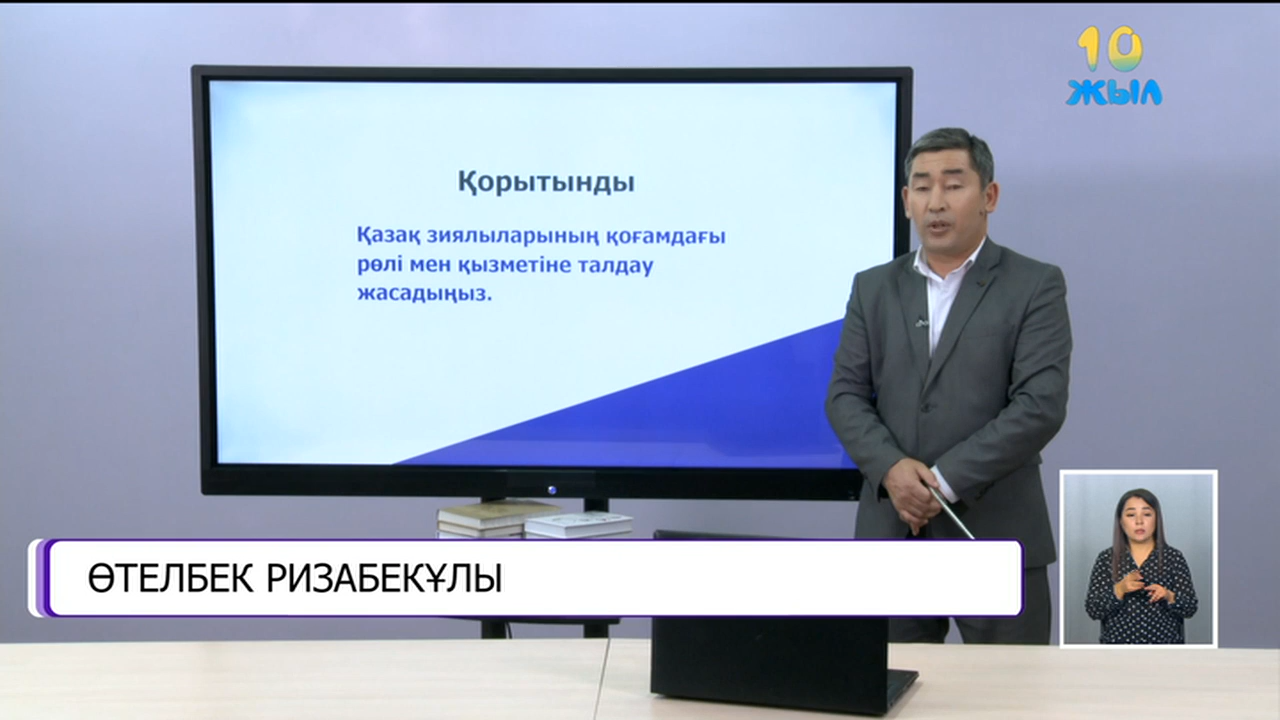 10
ЖЫЛ
Қорытынды
Қазақ зиялыларының қоғамдағы
рөлі мен қызметіне талдау
жасадыңыз.
ӨТЕЛБЕК РИЗАБЕКҰЛЫ